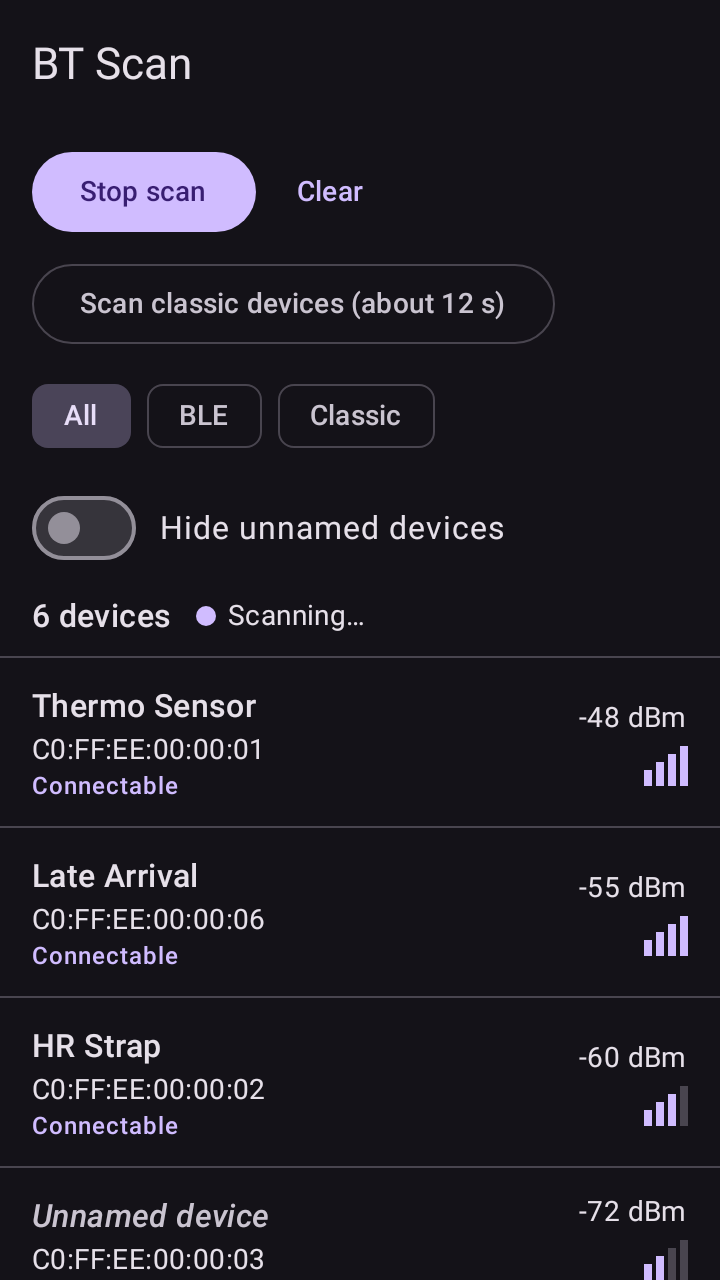 BT Scan
Stop scan Clear
Scan classic devices (about 12 s)
All BLE Classic
Hide unnamed devices
6 devices Scanning…
Thermo Sensor
-48 dBm
C0:FF:EE:00:00:01
Connectable
Late Arrival
-55 dBm
C0:FF:EE:00:00:06
Connectable
HR Strap
-60 dBm
C0:FF:EE:00:00:02
Connectable
Unnamed device
-72 dBm
C0:FF:EE:00:00:03